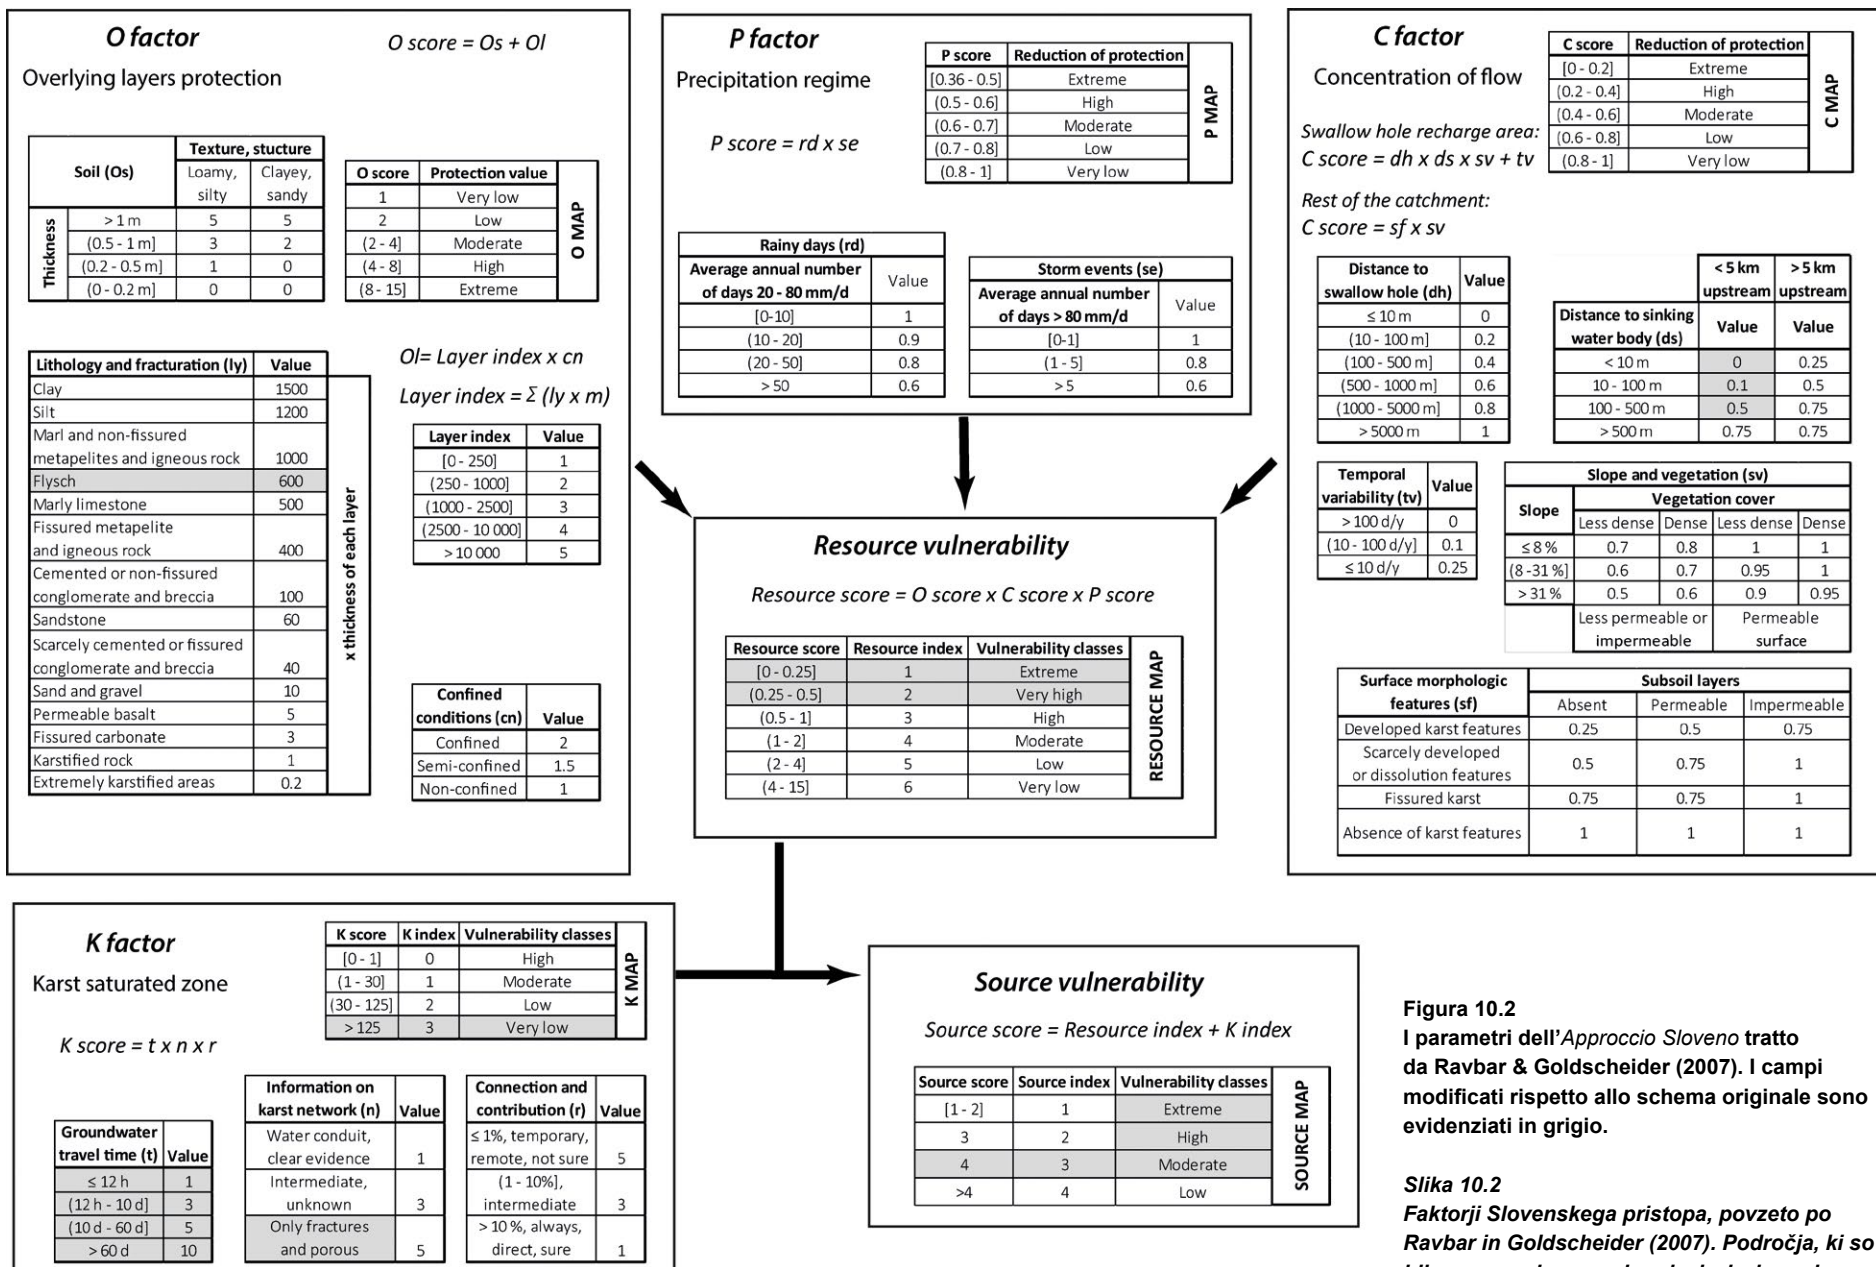 O factor
O score = Os + Ol
Overlying layers protection
Soil (Os)
Texture, stucture
Loamy, silty
Clayey, sandy
Thickness
> 1 m 5 5
(0.5 - 1 m] 3 2
(0.2 - 0.5 m] 1 0
(0 - 0.2 m] 0 0
O score Protection value
1 Very low
2 Low
(2 - 4] Moderate
(4 - 8] High
(8 - 15] Extreme
O MAP
Lithology and fracturation (ly) Value
Clay 1500
Silt 1200
Marl and non-fissured
metapelites and igneous rock 1000
Flysch 600
Marly limestone 500
Fissured metapelite
and igneous rock 400
Cemented or non-fissured
conglomerate and breccia 100
Sandstone 60
Scarcely cemented or fissured
conglomerate and breccia 40
Sand and gravel 10
Permeable basalt 5
Fissured carbonate 3
Karstified rock 1
Extremely karstified areas 0.2
x thickness of each layer
Ol= Layer index x cn
Layer index = Σ (ly x m)
Layer index Value
[0 - 250] 1
(250 - 1000] 2
(1000 - 2500] 3
(2500 - 10 000] 4
> 10 000 5
Confined
conditions (cn) Value
Confined 2
Semi-confined 1.5
Non-confined 1
P factor
Precipitation regime
P score = rd x se
P score Reduction of protection
[0.36 - 0.5] Extreme
(0.5 - 0.6] High
(0.6 - 0.7] Moderate
(0.7 - 0.8] Low
(0.8 - 1] Very low
P MAP
Rainy days (rd)
Average annual number
of days 20 - 80 mm/d Value
[0-10] 1
(10 - 20] 0.9
(20 - 50] 0.8
> 50 0.6
Storm events (se)
Average annual number
of days > 80 mm/d Value
[0-1] 1
(1 - 5] 0.8
> 5 0.6
C factor
Concentration of flow
C score Reduction of protection
[0 - 0.2] Extreme
(0.2 - 0.4] High
(0.4 - 0.6] Moderate
(0.6 - 0.8] Low
(0.8 - 1] Very low
C MAP
Swallow hole recharge area:
C score = dh x ds x sv + tv
Rest of the catchment:
C score = sf x sv
Distance to
swallow hole (dh) Value
≤ 10 m 0
(10 - 100 m] 0.2
(100 - 500 m] 0.4
(500 - 1000 m] 0.6
(1000 - 5000 m] 0.8
> 5000 m 1
< 5 km upstream
> 5 km upstream
Distance to sinking
water body (ds) Value Value
< 10 m 0 0.25
10 - 100 m 0.1 0.5
100 - 500 m 0.5 0.75
> 500 m 0.75 0.75
Temporal
variability (tv) Value
> 100 d/y 0
(10 - 100 d/y] 0.1
≤ 10 d/y 0.25
Slope and vegetation (sv)
Slope
Vegetation cover
Less dense Dense Less dense Dense
≤ 8 % 0.7 0.8 1 1
(8 -31 %] 0.6 0.7 0.95 1
> 31 % 0.5 0.6 0.9 0.95
Less permeable or impermeable
Permeable surface
Surface morphologic
features (sf)
Subsoil layers
Absent Permeable Impermeable
Developed karst features 0.25 0.5 0.75
Scarcely developed
or dissolution features 0.5 0.75 1
Fissured karst 0.75 0.75 1
Absence of karst features 1 1 1
Resource vulnerability
Resource score = O score x C score x P score
Resource score Resource index Vulnerability classes
[0 - 0.25] 1 Extreme
(0.25 - 0.5] 2 Very high
(0.5 - 1] 3 High
(1 - 2] 4 Moderate
(2 - 4] 5 Low
(4 - 15] 6 Very low
RESOURCE MAP
K factor
Karst saturated zone
K score = t x n x r
K score K index Vulnerability classes
[0 - 1] 0 High
(1 - 30] 1 Moderate
(30 - 125] 2 Low
> 125 3 Very low
K MAP
Groundwater
travel time (t) Value
≤ 12 h 1
(12 h - 10 d] 3
(10 d - 60 d] 5
> 60 d 10
Information on
karst network (n) Value
Water conduit,
clear evidence 1
Intermediate,
unknown 3
Only fractures
and porous 5
Connection and
contribution (r) Value
≤ 1%, temporary,
remote, not sure 5
(1 - 10%],
intermediate 3
> 10 %, always,
direct, sure 1
Source vulnerability
Source score = Resource index + K index
Source score Source index Vulnerability classes
[1 - 2] 1 Extreme
3 2 High
4 3 Moderate
>4 4 Low
SOURCE MAP
Figura 10.2
I parametri dell'Approccio Sloveno tratto
da Ravbar & Goldscheider (2007). I campi
modificati rispetto allo schema originale sono
evidenziati in grigio.
Slika 10.2
Faktorji Slovenskega pristopa, povzeto po
Ravbar in Goldscheider (2007). Področja, ki so